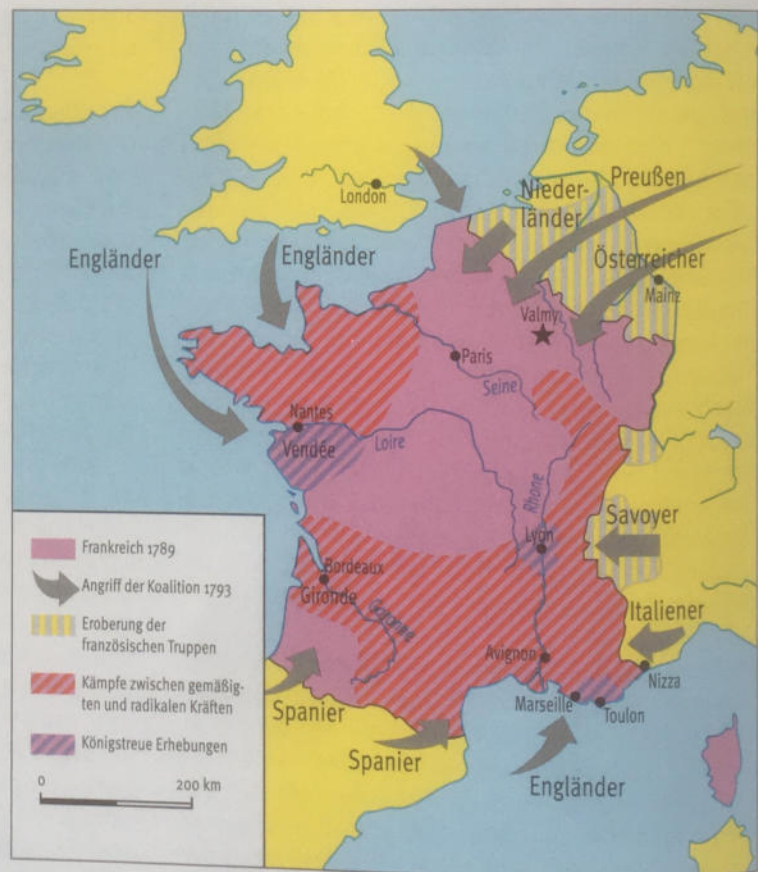 London
Nieder-
länder
Preußen
Engländer
Engländer
Österreicher
Mainz
Valmy
Paris
Seine
Nantes
Vendée
Loire
Rhone
Savoyer
Lyon
Bordeaux
Gironde
Garonne
Italiener
Avignon
Nizza
Marseille
Toulon
Spanier
Spanier
Engländer
Frankreich 1789
Angriff der Koalition 1793
Eroberung der
französischen Truppen
Kämpfe zwischen gemäßig-
ten und radikalen Kräften
Königstreue Erhebungen
0 200 km